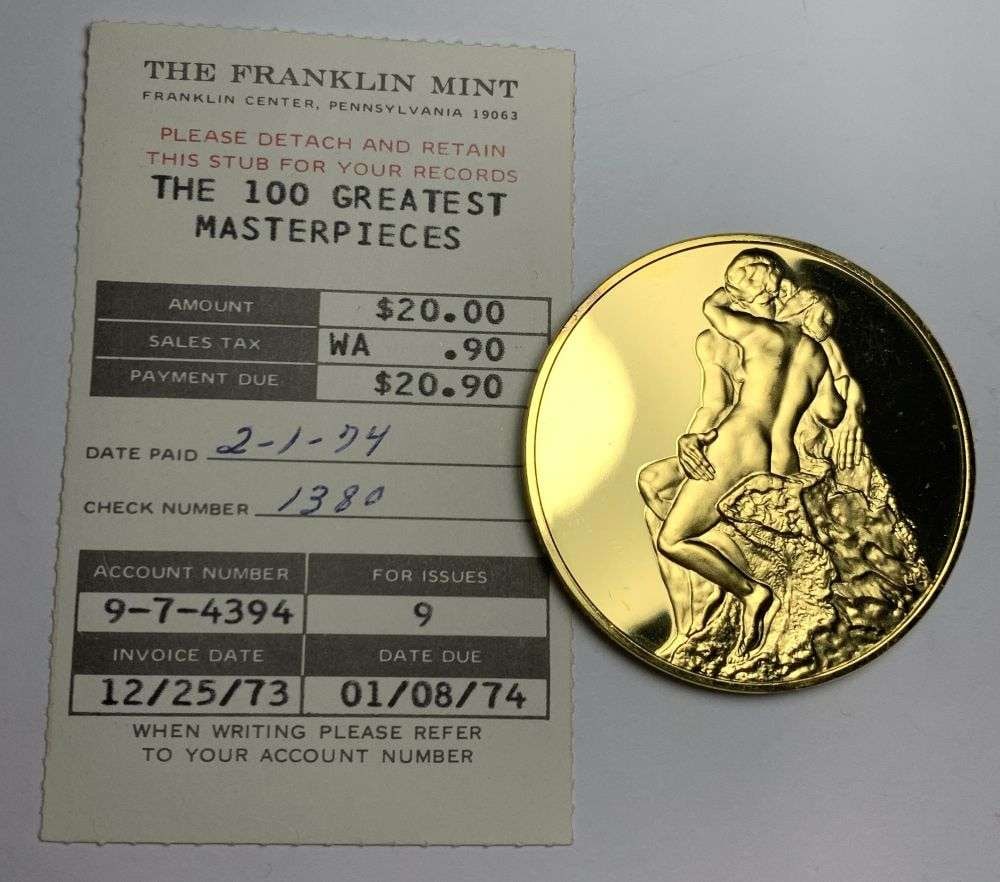 THE FRANKLIN MINT
FRANKLIN CENTER, PENNSYLVANIA 19063
PLEASE DETACH AND RETAIN
THIS STUB FOR YOUR RECORDS
THE 100 GREATEST
MASTERPIECES
AMOUNT $20.00
SALES TAX WA .90
PAYMENT DUE $20.90
DATE PAID 2-1-74
CHECK NUMBER 1380
ACCOUNT NUMBER FOR ISSUES
9-7-4394 9
INVOICE DATE DATE DUE
12/25/73 01/08/74
WHEN WRITING PLEASE REFER
TO YOUR ACCOUNT NUMBER